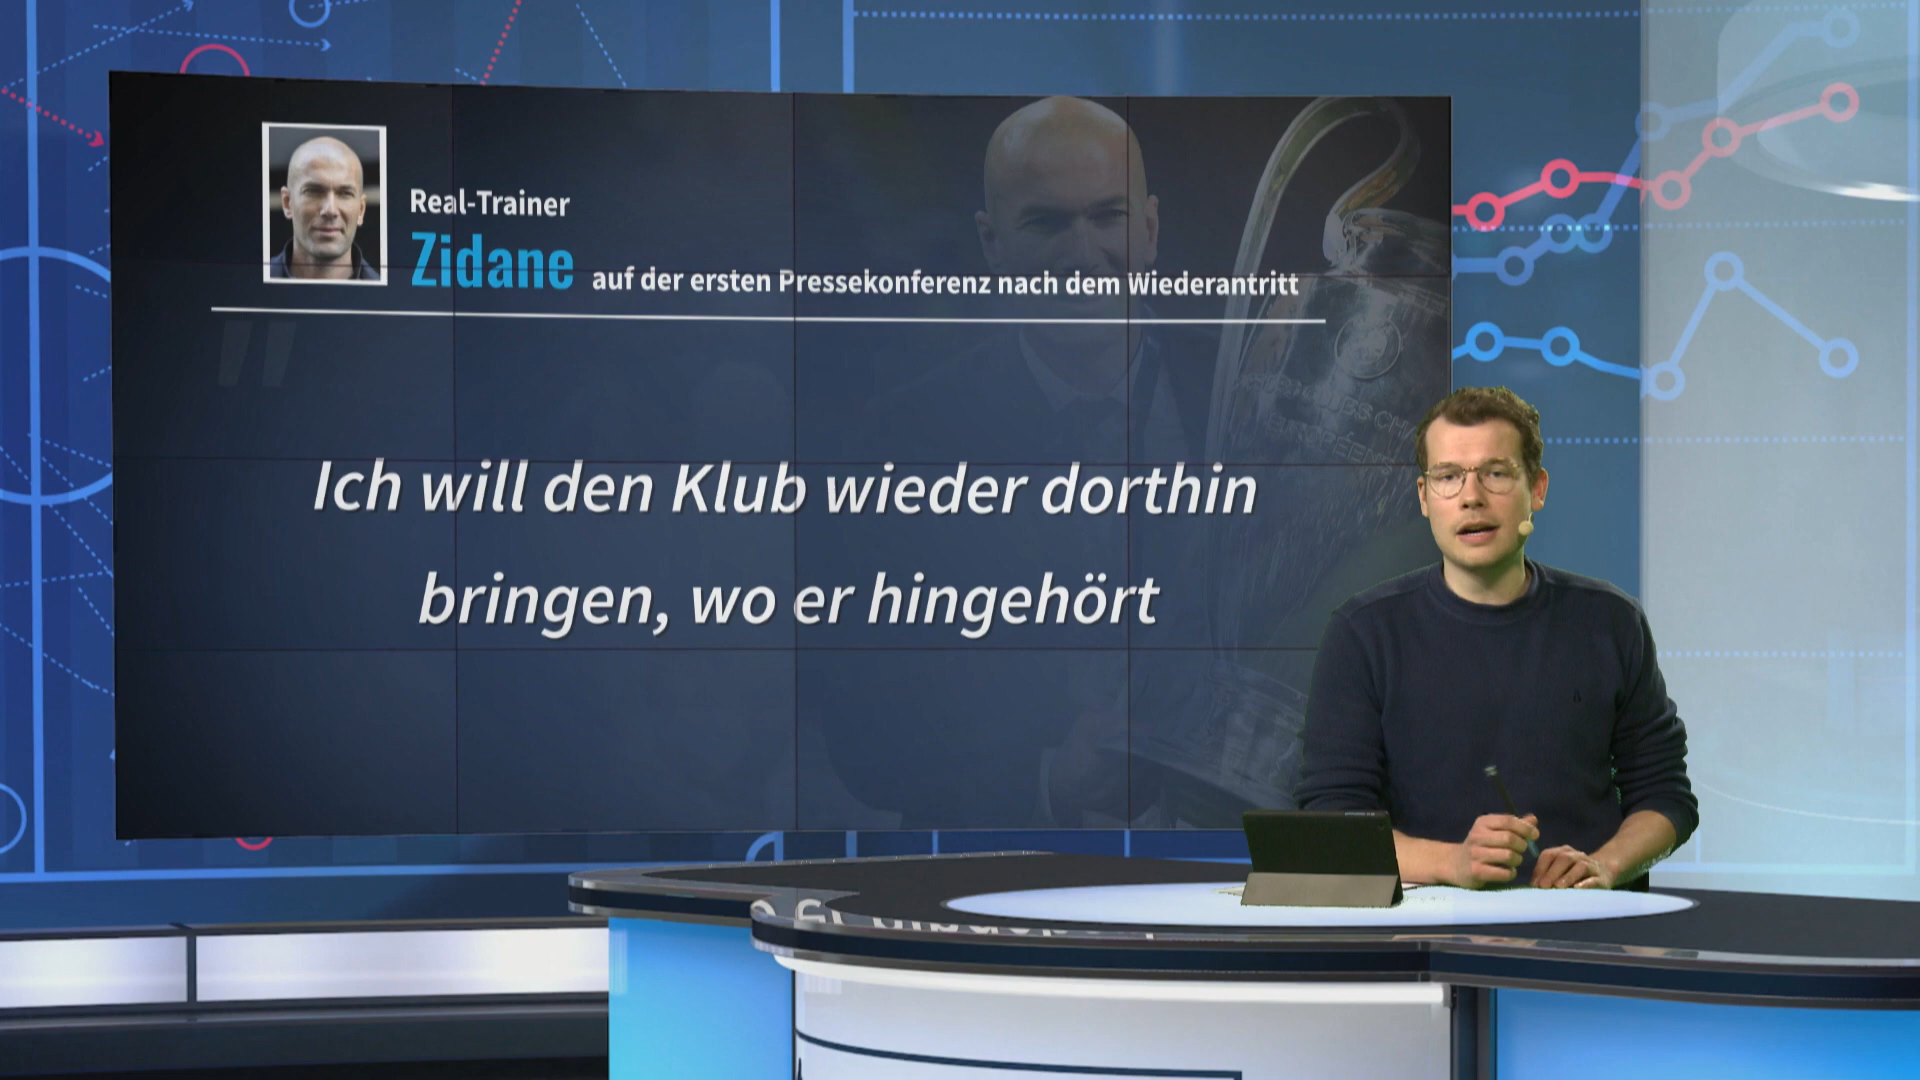 Real-Trainer
Zidane auf der ersten Pressekonferenz nach dem Wiederantritt
"
Ich will den Klub wieder dorthin
bringen, wo er hingehört